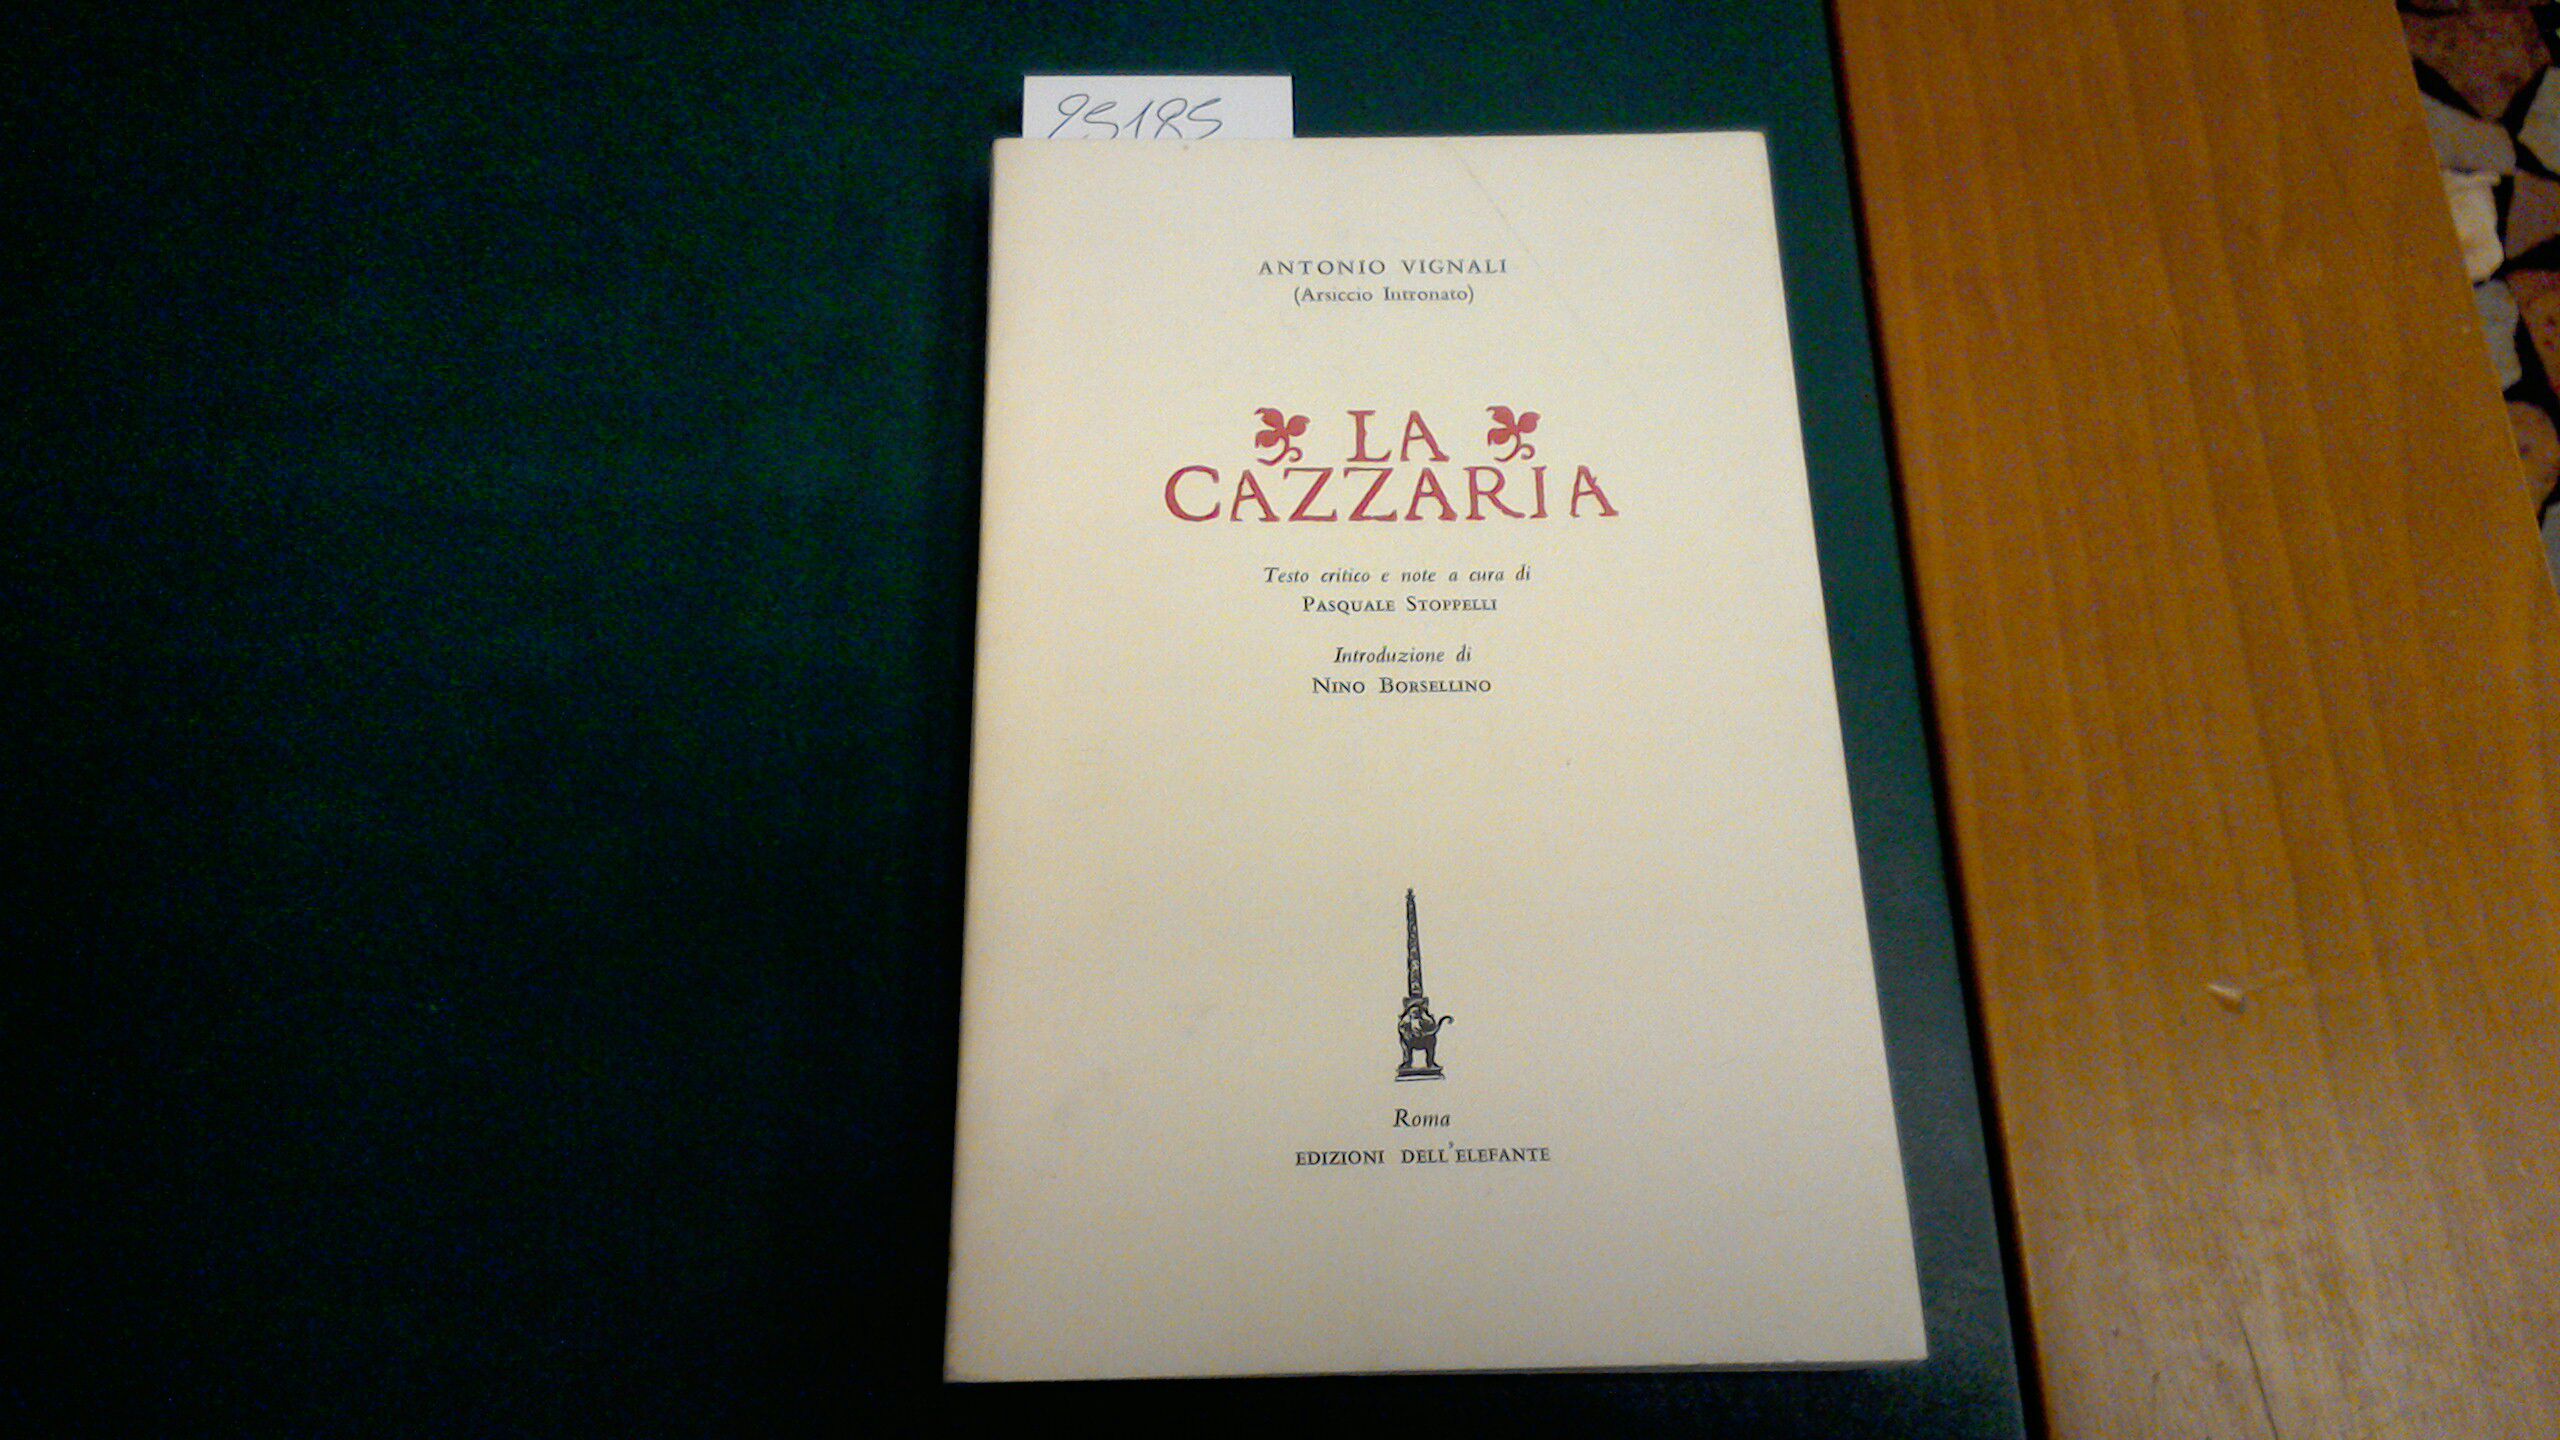 95185
ANTONIO VIGNALI
(Arsiccio Intronato)
LA
CAZZARIA
Testo critico e note a cura di
PASQUALE STOPPELLI
Introduzione di
NINO BORSELLINO
Roma
EDIZIONI DELL'ELEFANTE